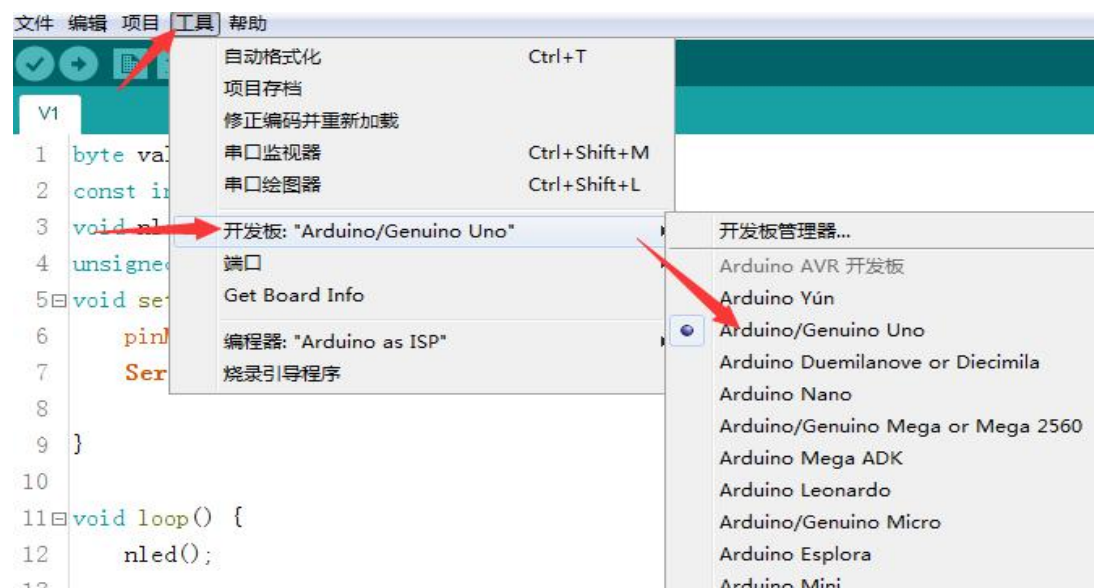 文件 编辑 项目 工具 帮助
自动格式化 Ctrl+T
项目存档
修正编码并重新加载
串口监视器 Ctrl+Shift+M
串口绘图器 Ctrl+Shift+L
开发板: "Arduino/Genuino Uno"
端口
Get Board Info
编程器: "Arduino as ISP"
烧录引导程序
开发板管理器...
Arduino AVR 开发板
Arduino Yún
Arduino/Genuino Uno
Arduino Duemilanove or Diecimila
Arduino Nano
Arduino/Genuino Mega or Mega 2560
Arduino Mega ADK
Arduino Leonardo
Arduino/Genuino Micro
Arduino Esplora
Arduino Mini
V1
1 byte val
2 const in
3 void nl
4 unsigne
5 void set
6 pinM
7 Ser
8
9 }
10
11 void loop() {
12 nled();